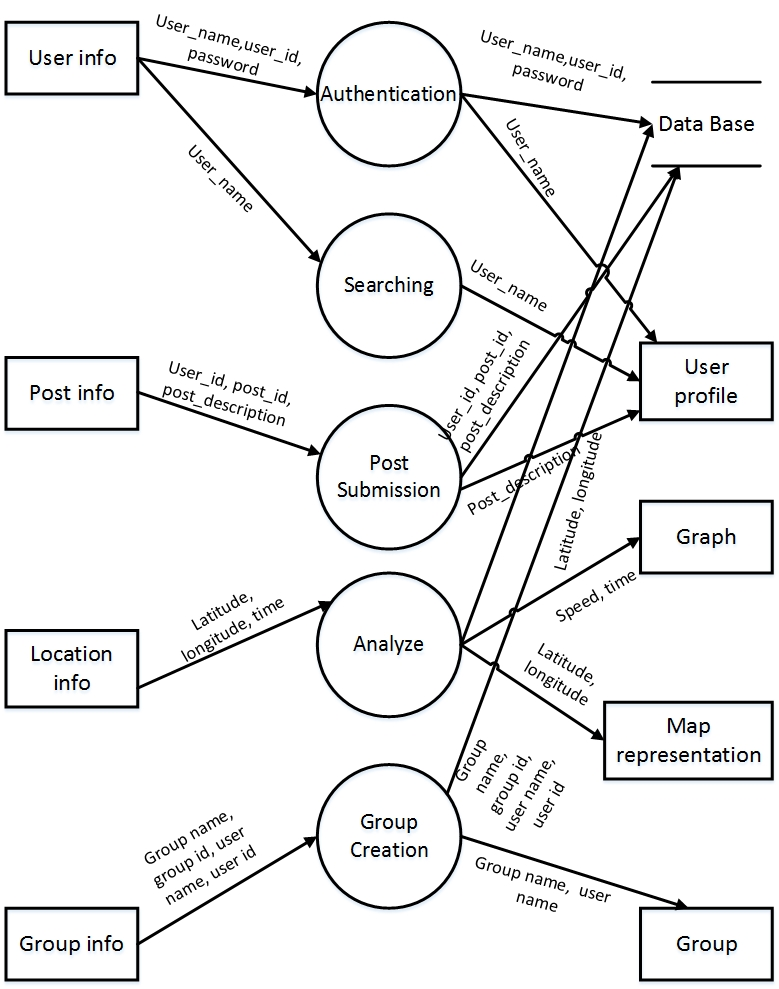 User info
User_name,user_id,
password
Authentication
User_name,user_id,
password
Data Base
User_name
User_name
Searching
User_name
User
profile
Post info
User_id, post_id,
post_description
Post
Submission
User_id, post_id,
post_description
Post_description
Latitude, longitude
Graph
Speed, time
Location
info
Latitude,
longitude, time
Analyze
Latitude,
longitude
Map
representation
Group
name,
group id,
user name,
user id
Group
Creation
Group name,
group id, user
name, user id
Group info
Group name,  user
name
Group